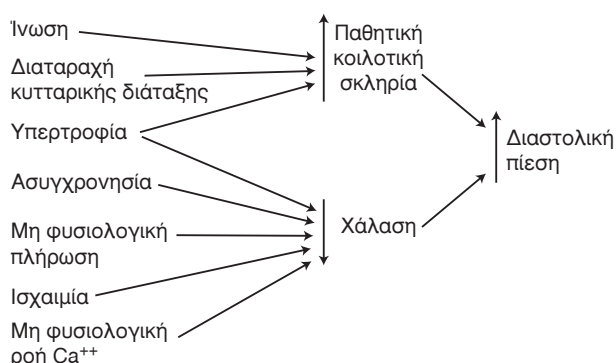 Ίνωση
Διαταραχή
κυτταρικής διάταξης
Υπερτροφία
Ασυγχρονησία
Μη φυσιολογική
πλήρωση
Ισχαιμία
Μη φυσιολογική
ροή Ca++
Παθητική
κοιλοτική
σκληρία
Χάλαση
Διαστολική
πίεση